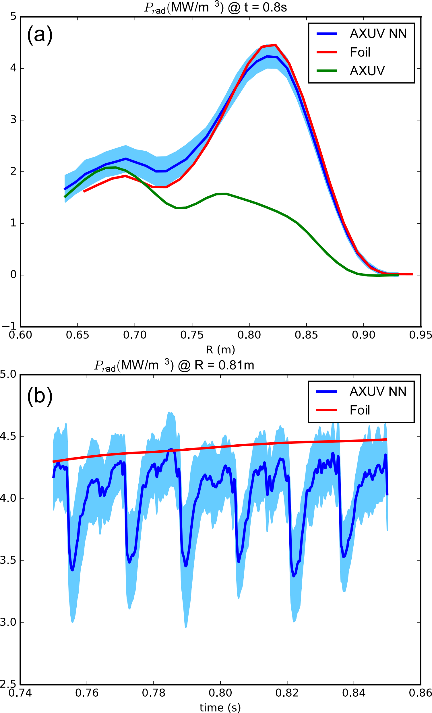 P_rad(MW/m^3) @ t = 0.8s
(a)
AXUV NN
Foil
AXUV
5
4
3
2
1
0
−1
0.60 0.65 0.70 0.75 0.80 0.85 0.90 0.95
R (m)
P_rad(MW/m^3) @ R = 0.81m
(b)
AXUV NN
Foil
5.0
4.5
4.0
3.5
3.0
2.5
0.74 0.76 0.78 0.80 0.82 0.84 0.86
time (s)